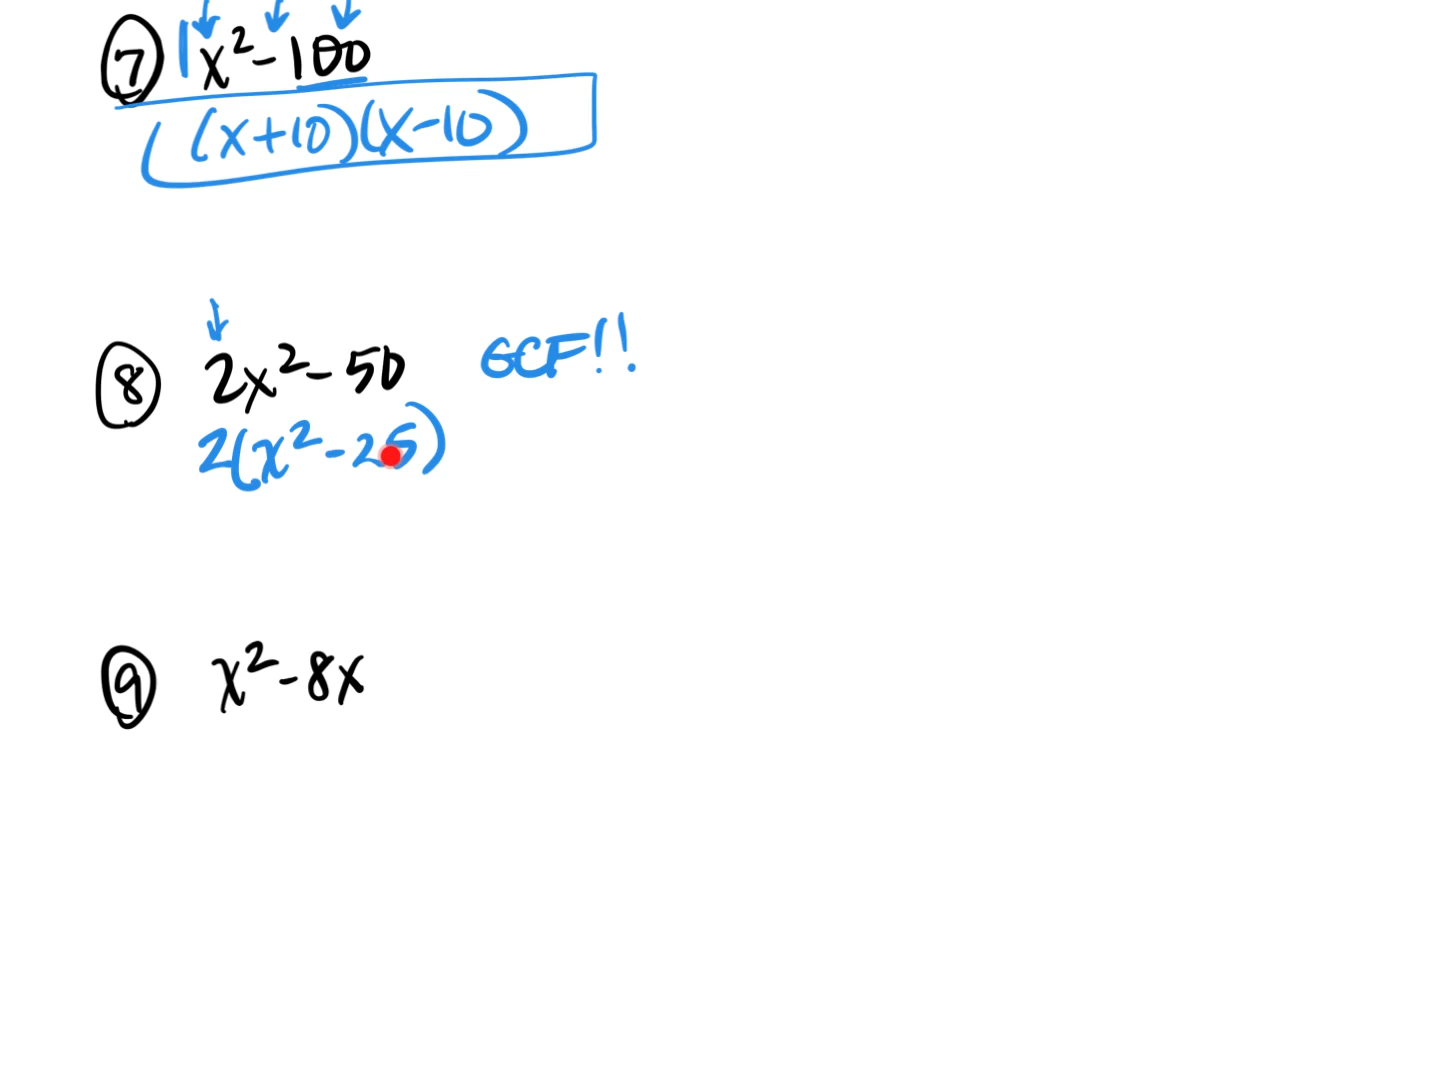 ⑦ 1x² - 100
(x+10)(x-10)
⑧ 2x² - 50 GCF!!
2(x² - 25)
⑨ x² - 8x